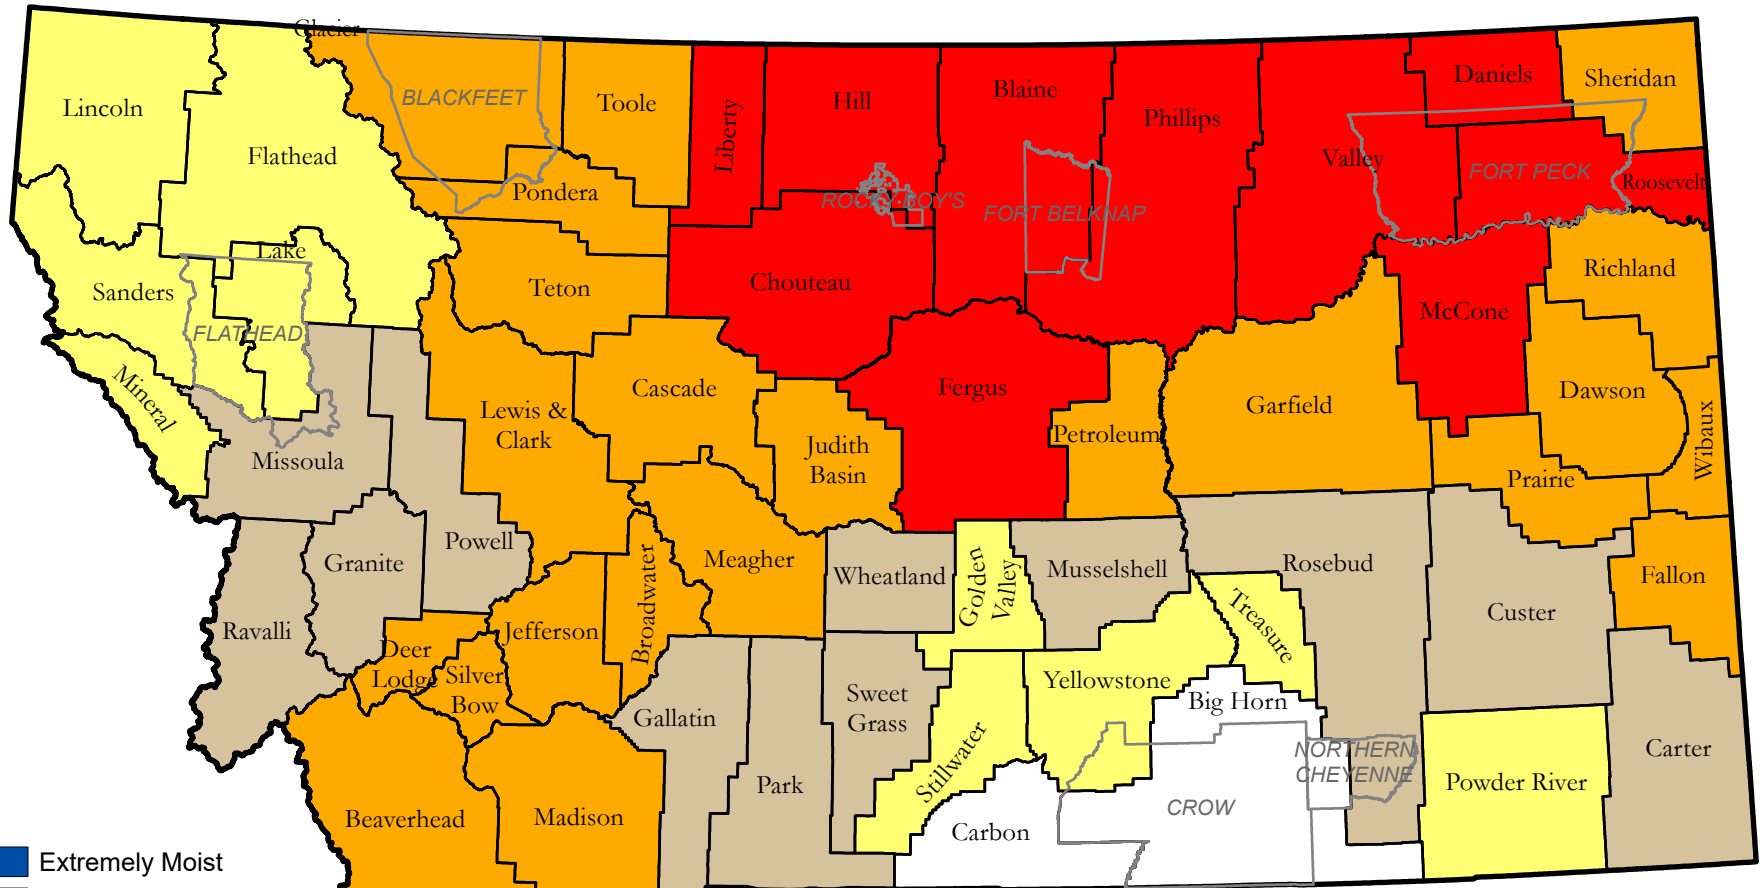 Glacier
Lincoln
Flathead
BLACKFEET
Toole
Liberty
Hill
Blaine
Phillips
Valley
Daniels
Sheridan
FORT PECK
Roosevelt
Pondera
ROCKY BOY'S
FORT BELKNAP
Lake
Sanders
FLATHEAD
Teton
Chouteau
McCone
Richland
Mineral
Missoula
Lewis &
Clark
Cascade
Judith
Basin
Fergus
Petroleum
Garfield
Dawson
Wibaux
Prairie
Ravalli
Granite
Powell
Deer
Lodge
Silver
Bow
Jefferson
Broadwater
Meagher
Wheatland
Golden
Valley
Musselshell
Treasure
Rosebud
Custer
Fallon
Gallatin
Park
Sweet
Grass
Stillwater
Yellowstone
Big Horn
NORTHERN
CHEYENNE
CROW
Carbon
Powder River
Carter
Beaverhead
Madison
Extremely Moist